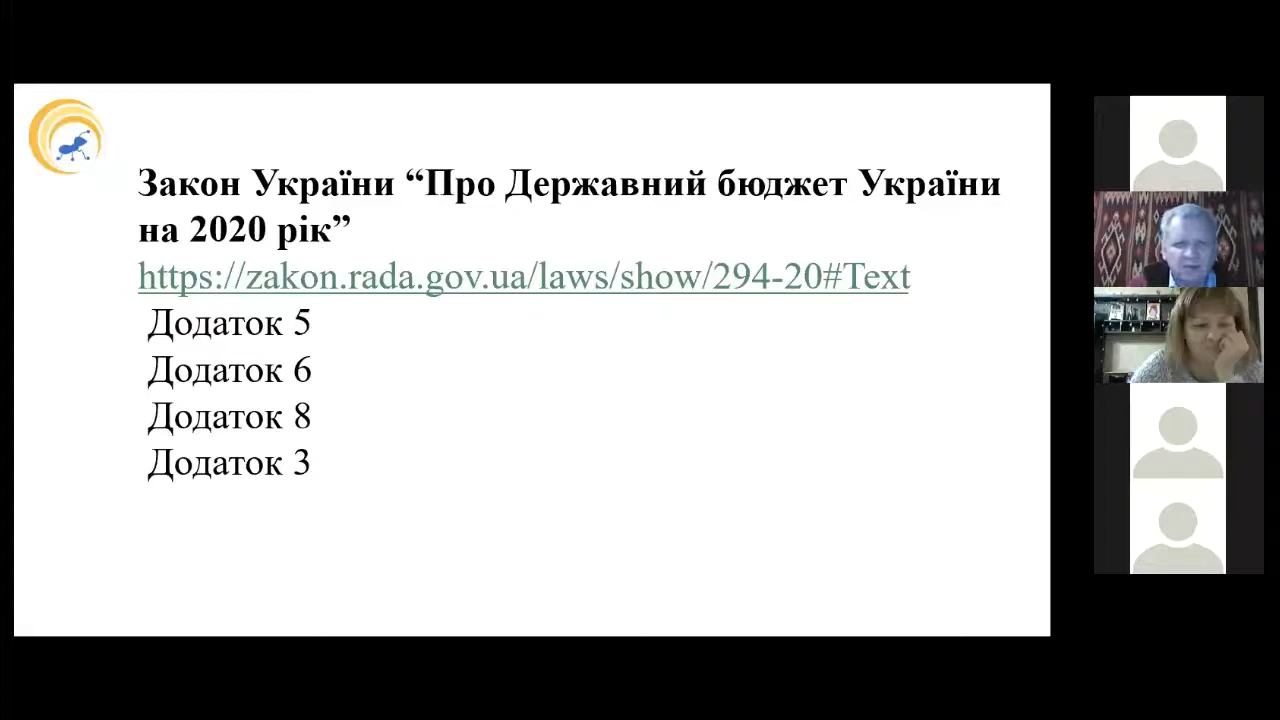 Закон України “Про Державний бюджет України
на 2020 рік”
https://zakon.rada.gov.ua/laws/show/294-20#Text
Додаток 5
Додаток 6
Додаток 8
Додаток 3